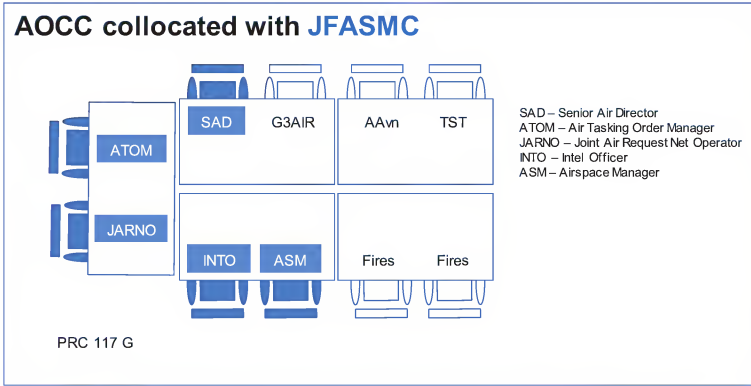 AOCC collocated with JFASMC
SAD G3AIR AAvn TST
ATOM
JARNO
INTO ASM Fires Fires
PRC 117 G
SAD – Senior Air Director
ATOM – Air Tasking Order Manager
JARNO – Joint Air Request Net Operator
INTO – Intel Officer
ASM – Airspace Manager